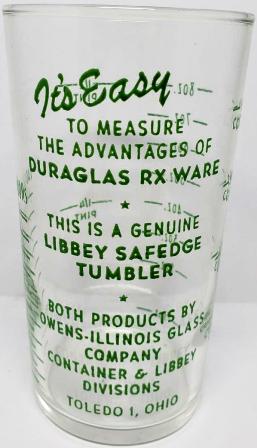 It's Easy
TO MEASURE
THE ADVANTAGES OF
DURAGLAS RX WARE
★
THIS IS A GENUINE
LIBBEY SAFEDGE
TUMBLER
★
BOTH PRODUCTS BY
OWENS-ILLINOIS GLASS
COMPANY
CONTAINER & LIBBEY
DIVISIONS
TOLEDO 1, OHIO